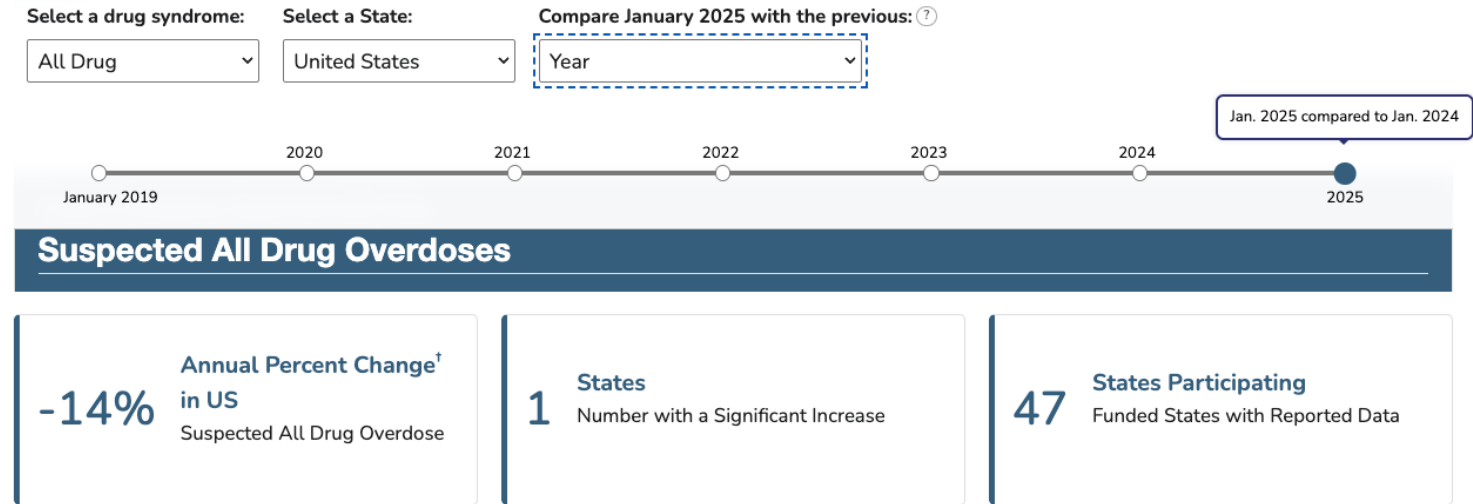 Select a drug syndrome:
Select a State:
Compare January 2025 with the previous: ?
All Drug
United States
Year
Jan. 2025 compared to Jan. 2024
2020
2021
2022
2023
2024
January 2019
2025
Suspected All Drug Overdoses
-14%
Annual Percent Change†
in US
Suspected All Drug Overdose
1
States
Number with a Significant Increase
47
States Participating
Funded States with Reported Data